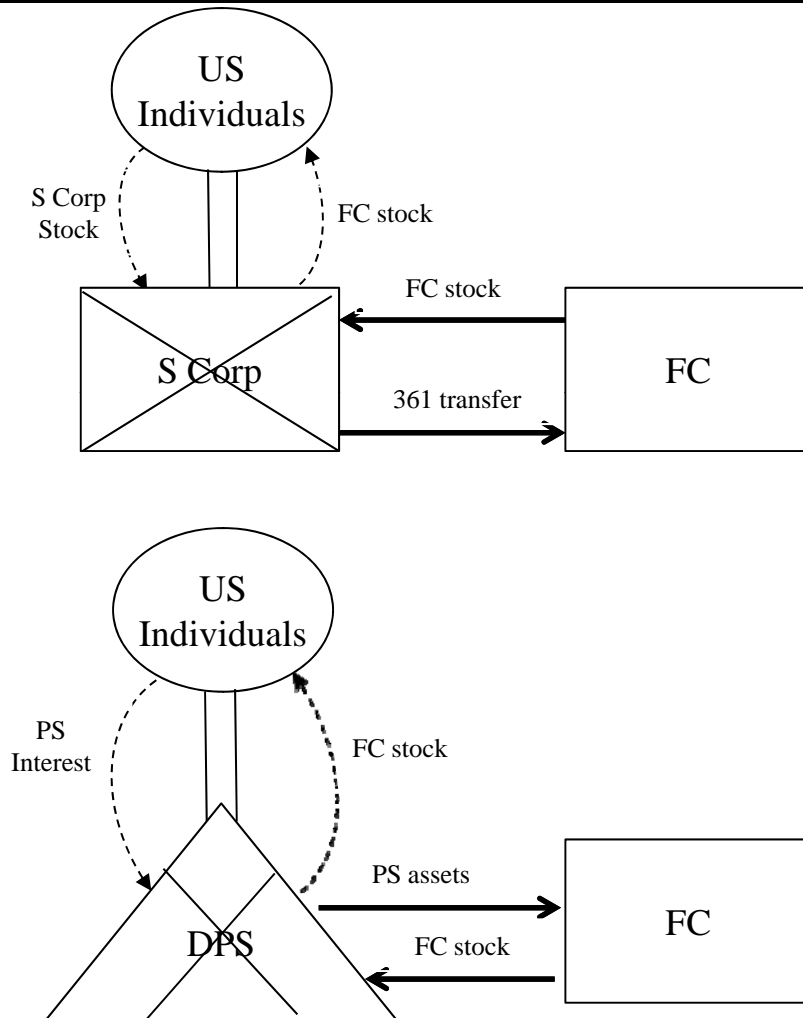 US
Individuals
S Corp
Stock
FC stock
FC stock
S Corp
FC
361 transfer
US
Individuals
PS
Interest
FC stock
PS assets
FC
DPS
FC stock